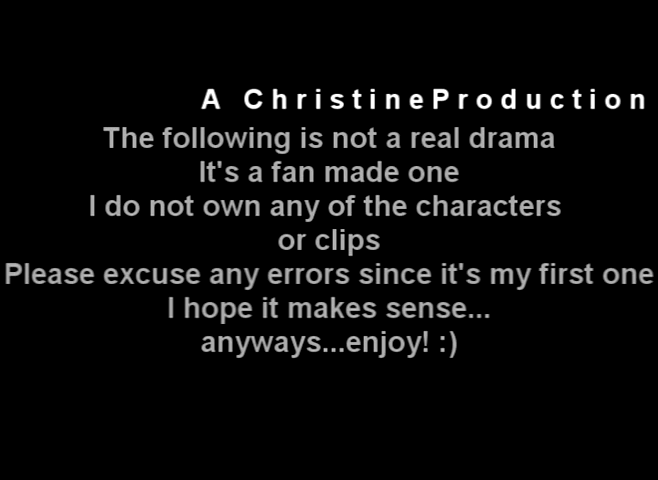 A ChristineProduction
The following is not a real drama
It's a fan made one
I do not own any of the characters
or clips
Please excuse any errors since it's my first one
I hope it makes sense...
anyways...enjoy! :)